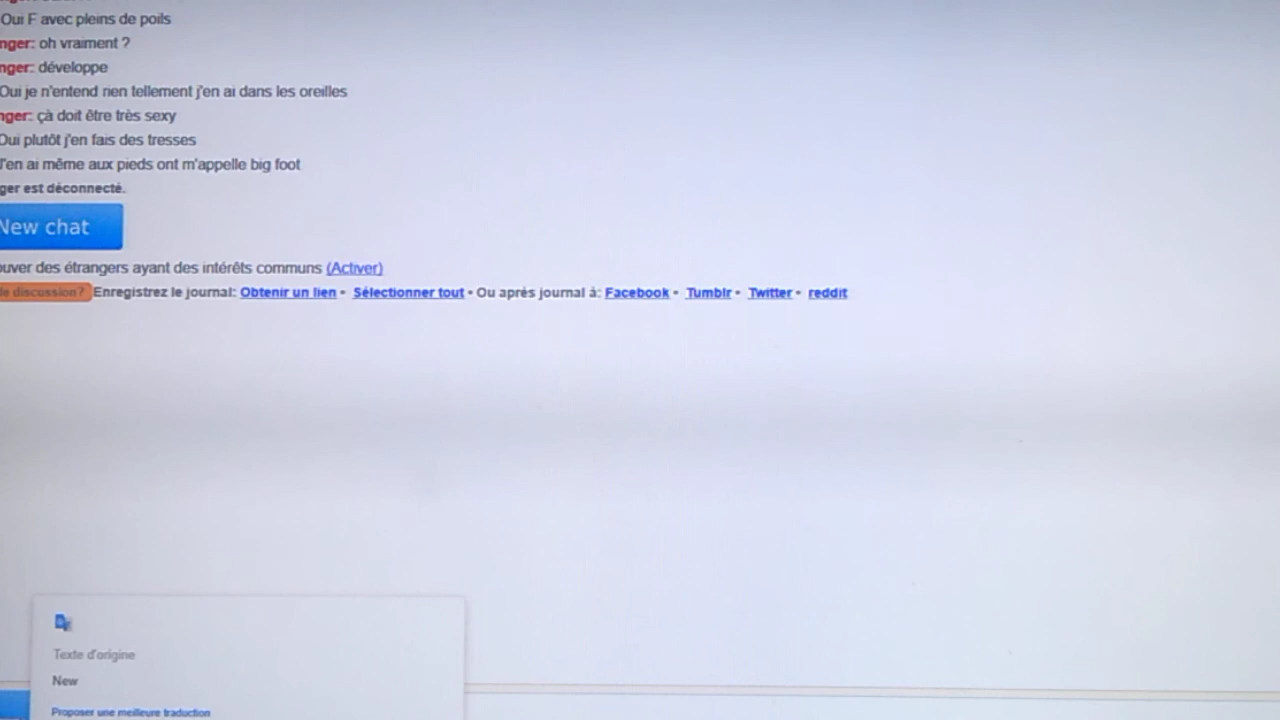 Oui F avec pleins de poils
nger: oh vraiment ?
nger: développe
Oui je n'entend rien tellement j'en ai dans les oreilles
nger: çà doit être très sexy
Oui plutôt j'en fais des tresses
J'en ai même aux pieds ont m'appelle big foot
ger est déconnecté.
New chat
ouver des étrangers ayant des intérêts communs (Activer)
de discussion? Enregistrez le journal: Obtenir un lien • Sélectionner tout • Ou après journal à: Facebook • Tumblr • Twitter • reddit
Texte d'origine
New
Proposer une meilleure traduction